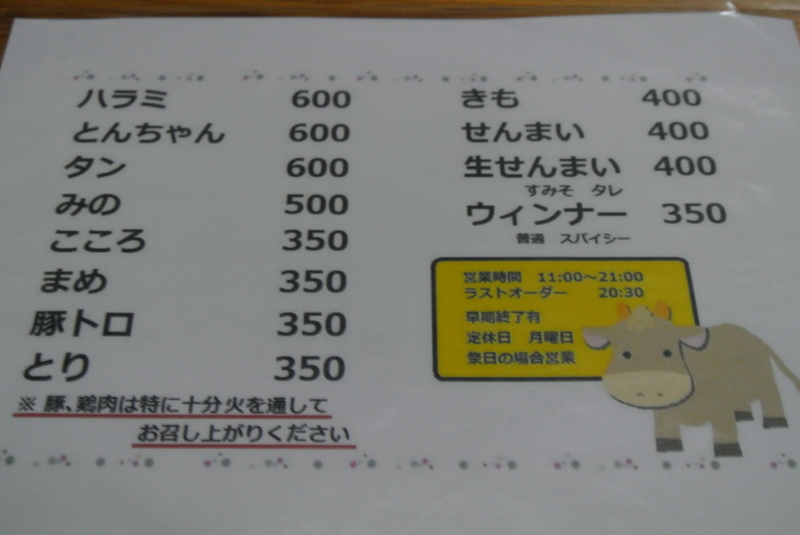 ハラミ 600
とんちゃん 600
タン 600
みの 500
こころ 350
まめ 350
豚トロ 350
とり 350
※ 豚、鶏肉は特に十分火を通して
お召し上がりください
きも 400
せんまい 400
生せんまい 400
すみそ タレ
ウィンナー 350
普通 スパイシー
営業時間 11:00~21:00
ラストオーダー 20:30
早期終了有
定休日 月曜日
祭日の場合営業